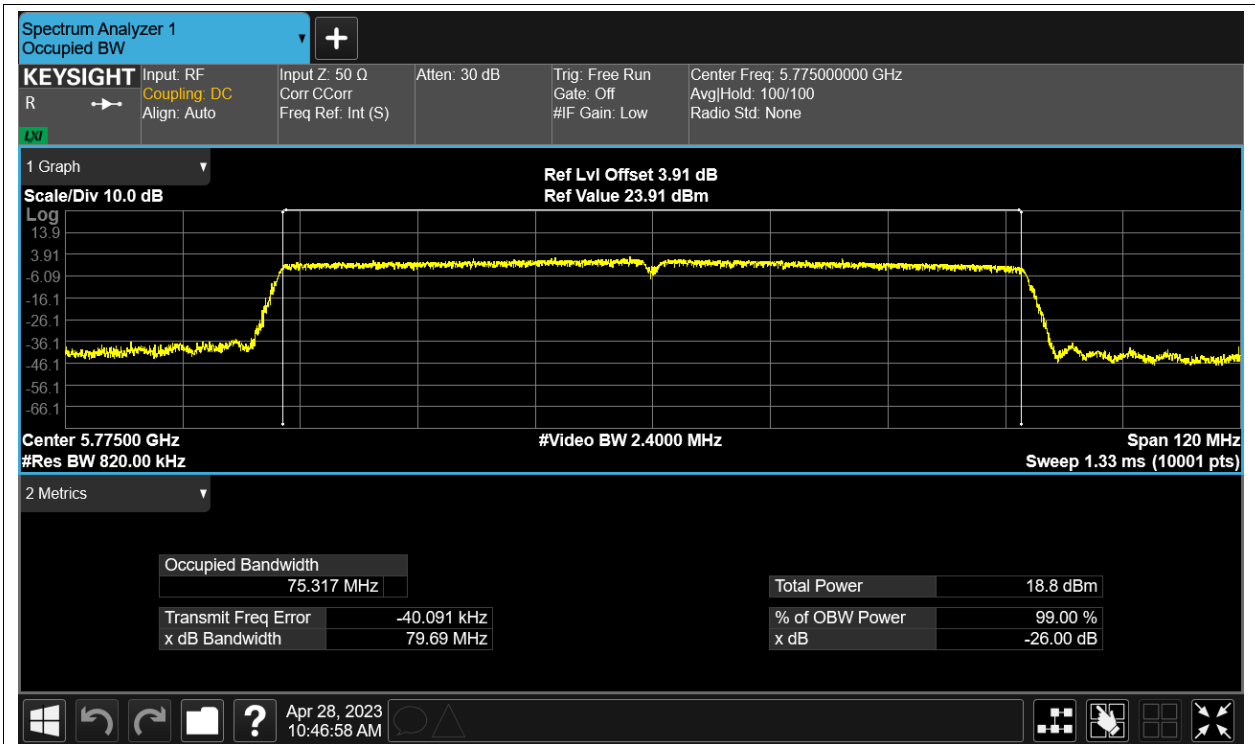 Spectrum Analyzer 1
Occupied BW
KEYSIGHT
R
LXI
Input: RF
Coupling: DC
Align: Auto
Input Z: 50 Ω
Corr CCorr
Freq Ref: Int (S)
Atten: 30 dB
Trig: Free Run
Gate: Off
#IF Gain: Low
Center Freq: 5.775000000 GHz
Avg|Hold: 100/100
Radio Std: None
1 Graph
Scale/Div 10.0 dB
Ref Lvl Offset 3.91 dB
Ref Value 23.91 dBm
Log
13.9
3.91
-6.09
-16.1
-26.1
-36.1
-46.1
-56.1
-66.1
Center 5.77500 GHz
#Res BW 820.00 kHz
#Video BW 2.4000 MHz
Span 120 MHz
Sweep 1.33 ms (10001 pts)
2 Metrics
Occupied Bandwidth
75.317 MHz
Transmit Freq Error -40.091 kHz
x dB Bandwidth 79.69 MHz
Total Power 18.8 dBm
% of OBW Power 99.00 %
x dB -26.00 dB
?
Apr 28, 2023
10:46:58 AM